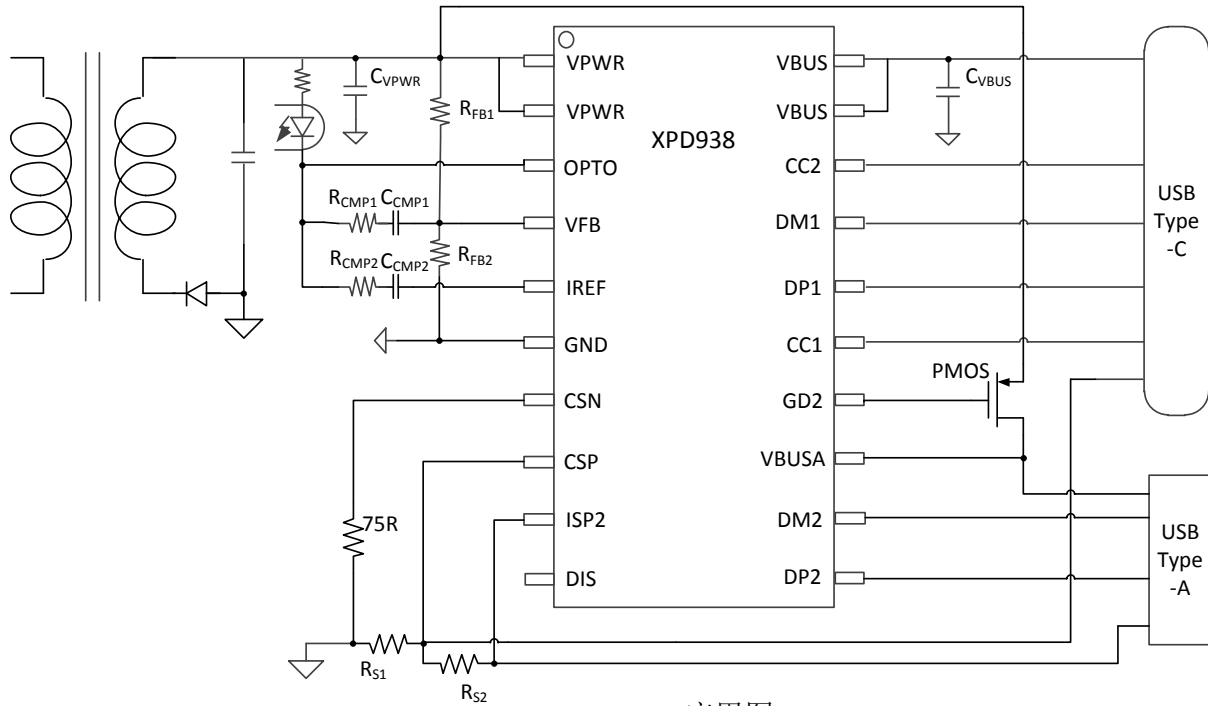 VPWR
VPWR
OPTO
VFB
IREF
GND
CSN
CSP
ISP2
DIS
XPD938
VBUS
VBUS
CC2
DM1
DP1
CC1
GD2
VBUSA
DM2
DP2
CVPWR
RFB1
RCMP1 CCMP1
RCMP2 CCMP2
RFB2
75R
RS1
RS2
CVBUS
PMOS
USB
Type
-C
USB
Type
-A